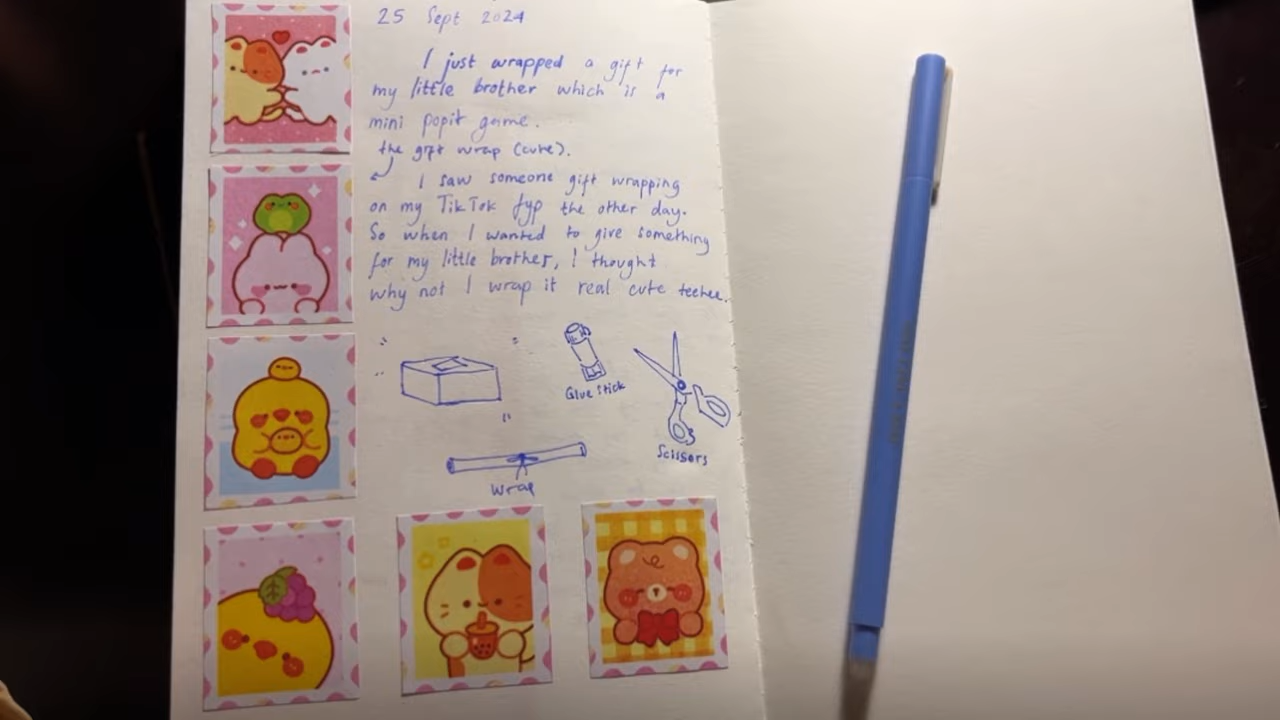 25 Sept 2024
I just wrapped a gift for
my little brother which is a
mini popit game.
the gift wrap (cute).
I saw someone gift wrapping
on my TikTok fyp the other day.
So when I wanted to give something
for my little brother, I thought
why not I wrap it real cute teehee.
Glue stick
Scissors
Wrap